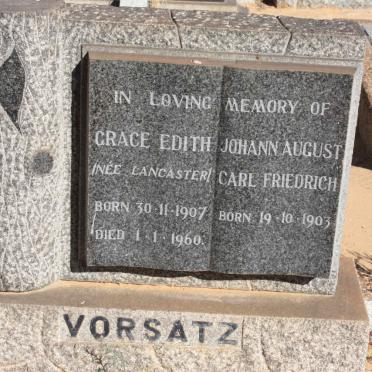 IN LOVING MEMORY OF
GRACE EDITH
(NÉE LANCASTER)
BORN 30-11-1907
DIED 1-1-1960.
JOHANN AUGUST
CARL FRIEDRICH
BORN 19-10-1903
VORSATZ